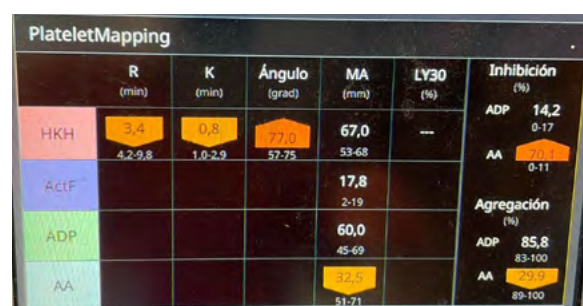 PlateletMapping
R K Ángulo MA LY30 Inhibición
(min) (min) (grad) (mm) (%) (%)
ADP 14,2
0-17
HKH 3,4 0,8 77,0 67,0 ---
4,2-9,8 1,0-2,9 57-75 53-68
AA 70,1
0-11
ActF 17,8
2-19
Agregación
(%)
ADP 60,0
45-69
ADP 85,8
83-100
AA 32,5
51-71
AA 29,9
89-100